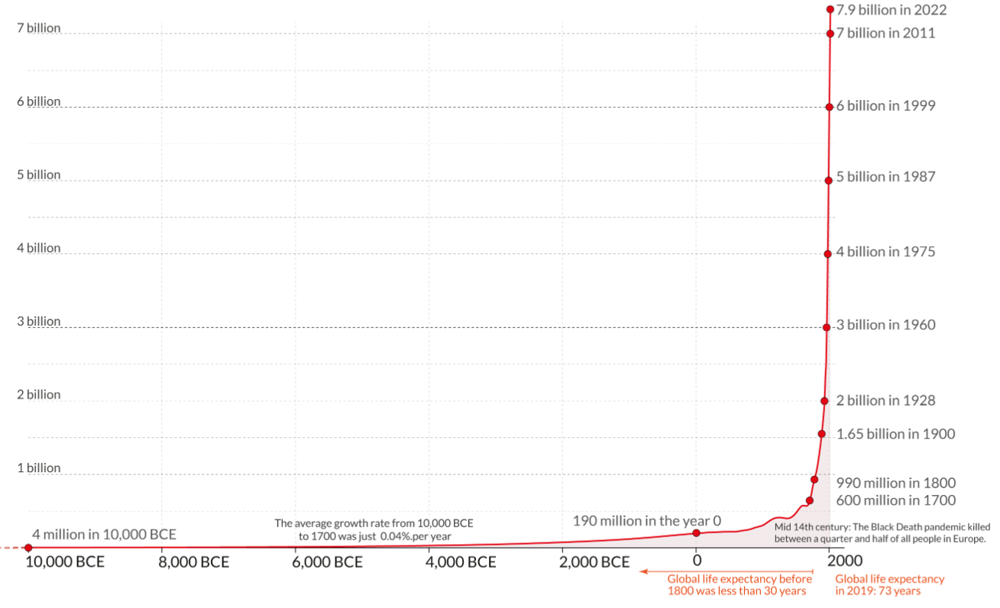 7.9 billion in 2022
7 billion
7 billion in 2011
6 billion
6 billion in 1999
5 billion
5 billion in 1987
4 billion
4 billion in 1975
3 billion
3 billion in 1960
2 billion
2 billion in 1928
1.65 billion in 1900
1 billion
990 million in 1800
600 million in 1700
4 million in 10,000 BCE
The average growth rate from 10,000 BCE
to 1700 was just 0.04%.per year
190 million in the year 0
Mid 14th century: The Black Death pandemic killed
between a quarter and half of all people in Europe.
10,000 BCE
8,000 BCE
6,000 BCE
4,000 BCE
2,000 BCE
0
2000
Global life expectancy before
1800 was less than 30 years
Global life expectancy
in 2019: 73 years